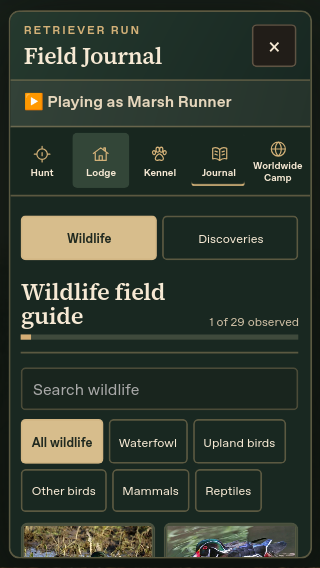 RETRIEVER RUN
Field Journal
×
▶️ Playing as Marsh Runner
Hunt
Lodge
Kennel
Journal
Worldwide
Camp
Wildlife
Discoveries
Wildlife field
guide
1 of 29 observed
Search wildlife
All wildlife
Waterfowl
Upland birds
Other birds
Mammals
Reptiles